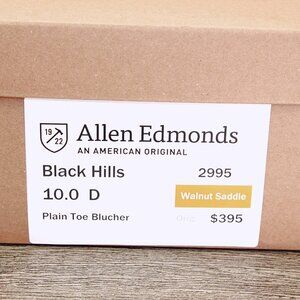 19 22
Allen Edmonds
AN AMERICAN ORIGINAL
Black Hills 2995
10.0 D Walnut Saddle
Plain Toe Blucher $395